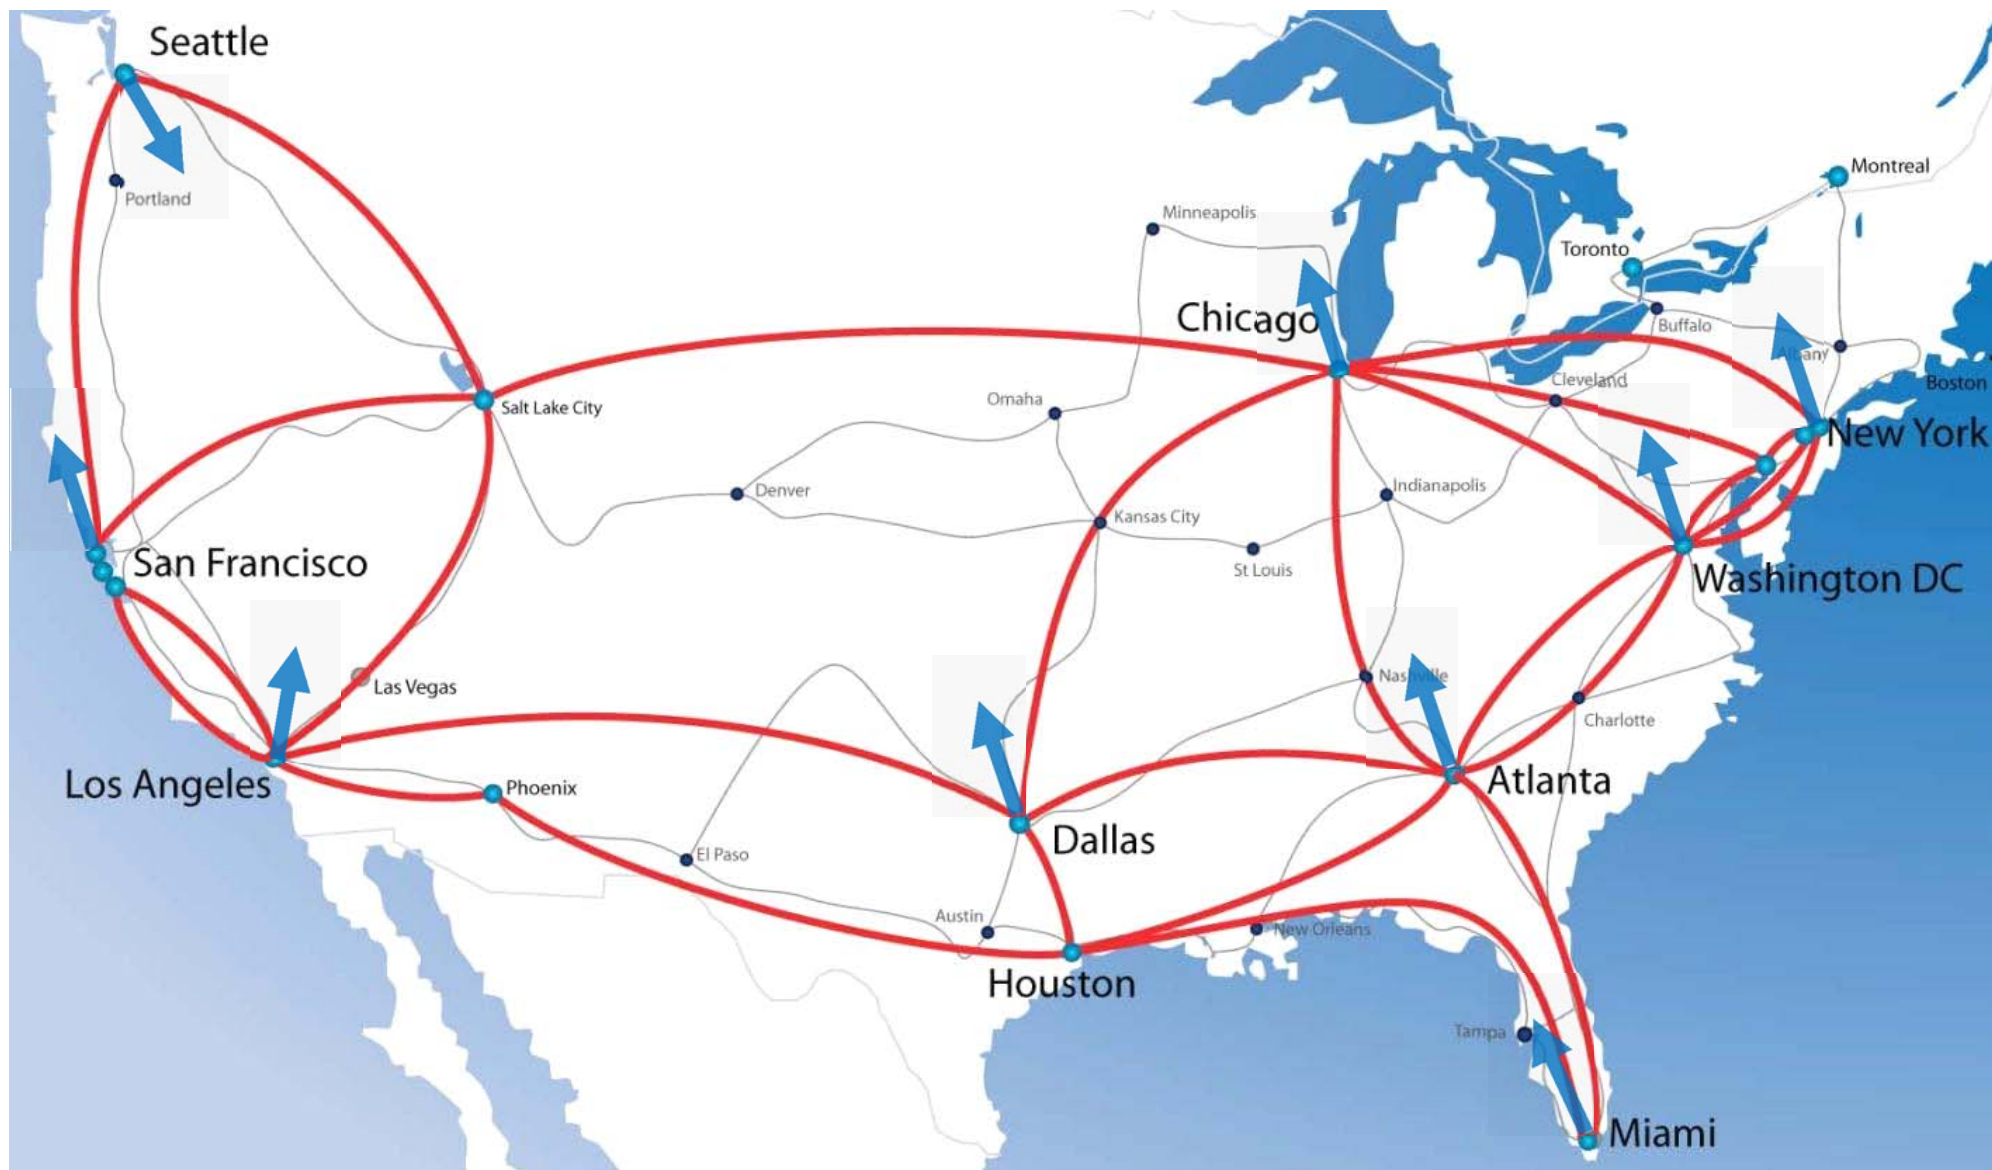 Seattle
Montreal
Portland
Minneapolis
Toronto
Chicago
Buffalo
Albany
Cleveland
Boston
Omaha
Salt Lake City
New York
Denver
Indianapolis
Kansas City
San Francisco
St Louis
Washington DC
Las Vegas
Nashville
Charlotte
Los Angeles
Phoenix
Atlanta
Dallas
El Paso
Austin
New Orleans
Houston
Tampa
Miami